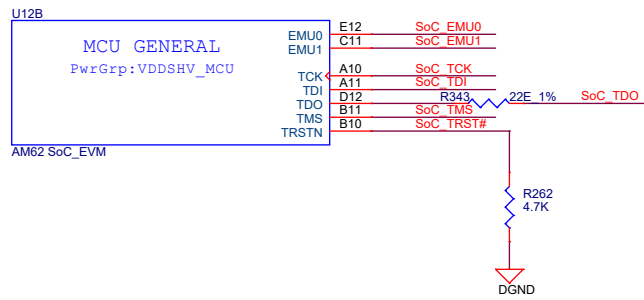 U12B
MCU GENERAL
PwrGrp:VDDSHV_MCU
EMU0 E12 SoC_EMU0
EMU1 C11 SoC_EMU1
TCK A10 SoC_TCK
TDI A11 SoC_TDI
TDO D12 R343 22E_1% SoC_TDO
TMS B11 SoC_TMS
TRSTN B10 SoC_TRST#
AM62 SoC_EVM
R262
4.7K
DGND